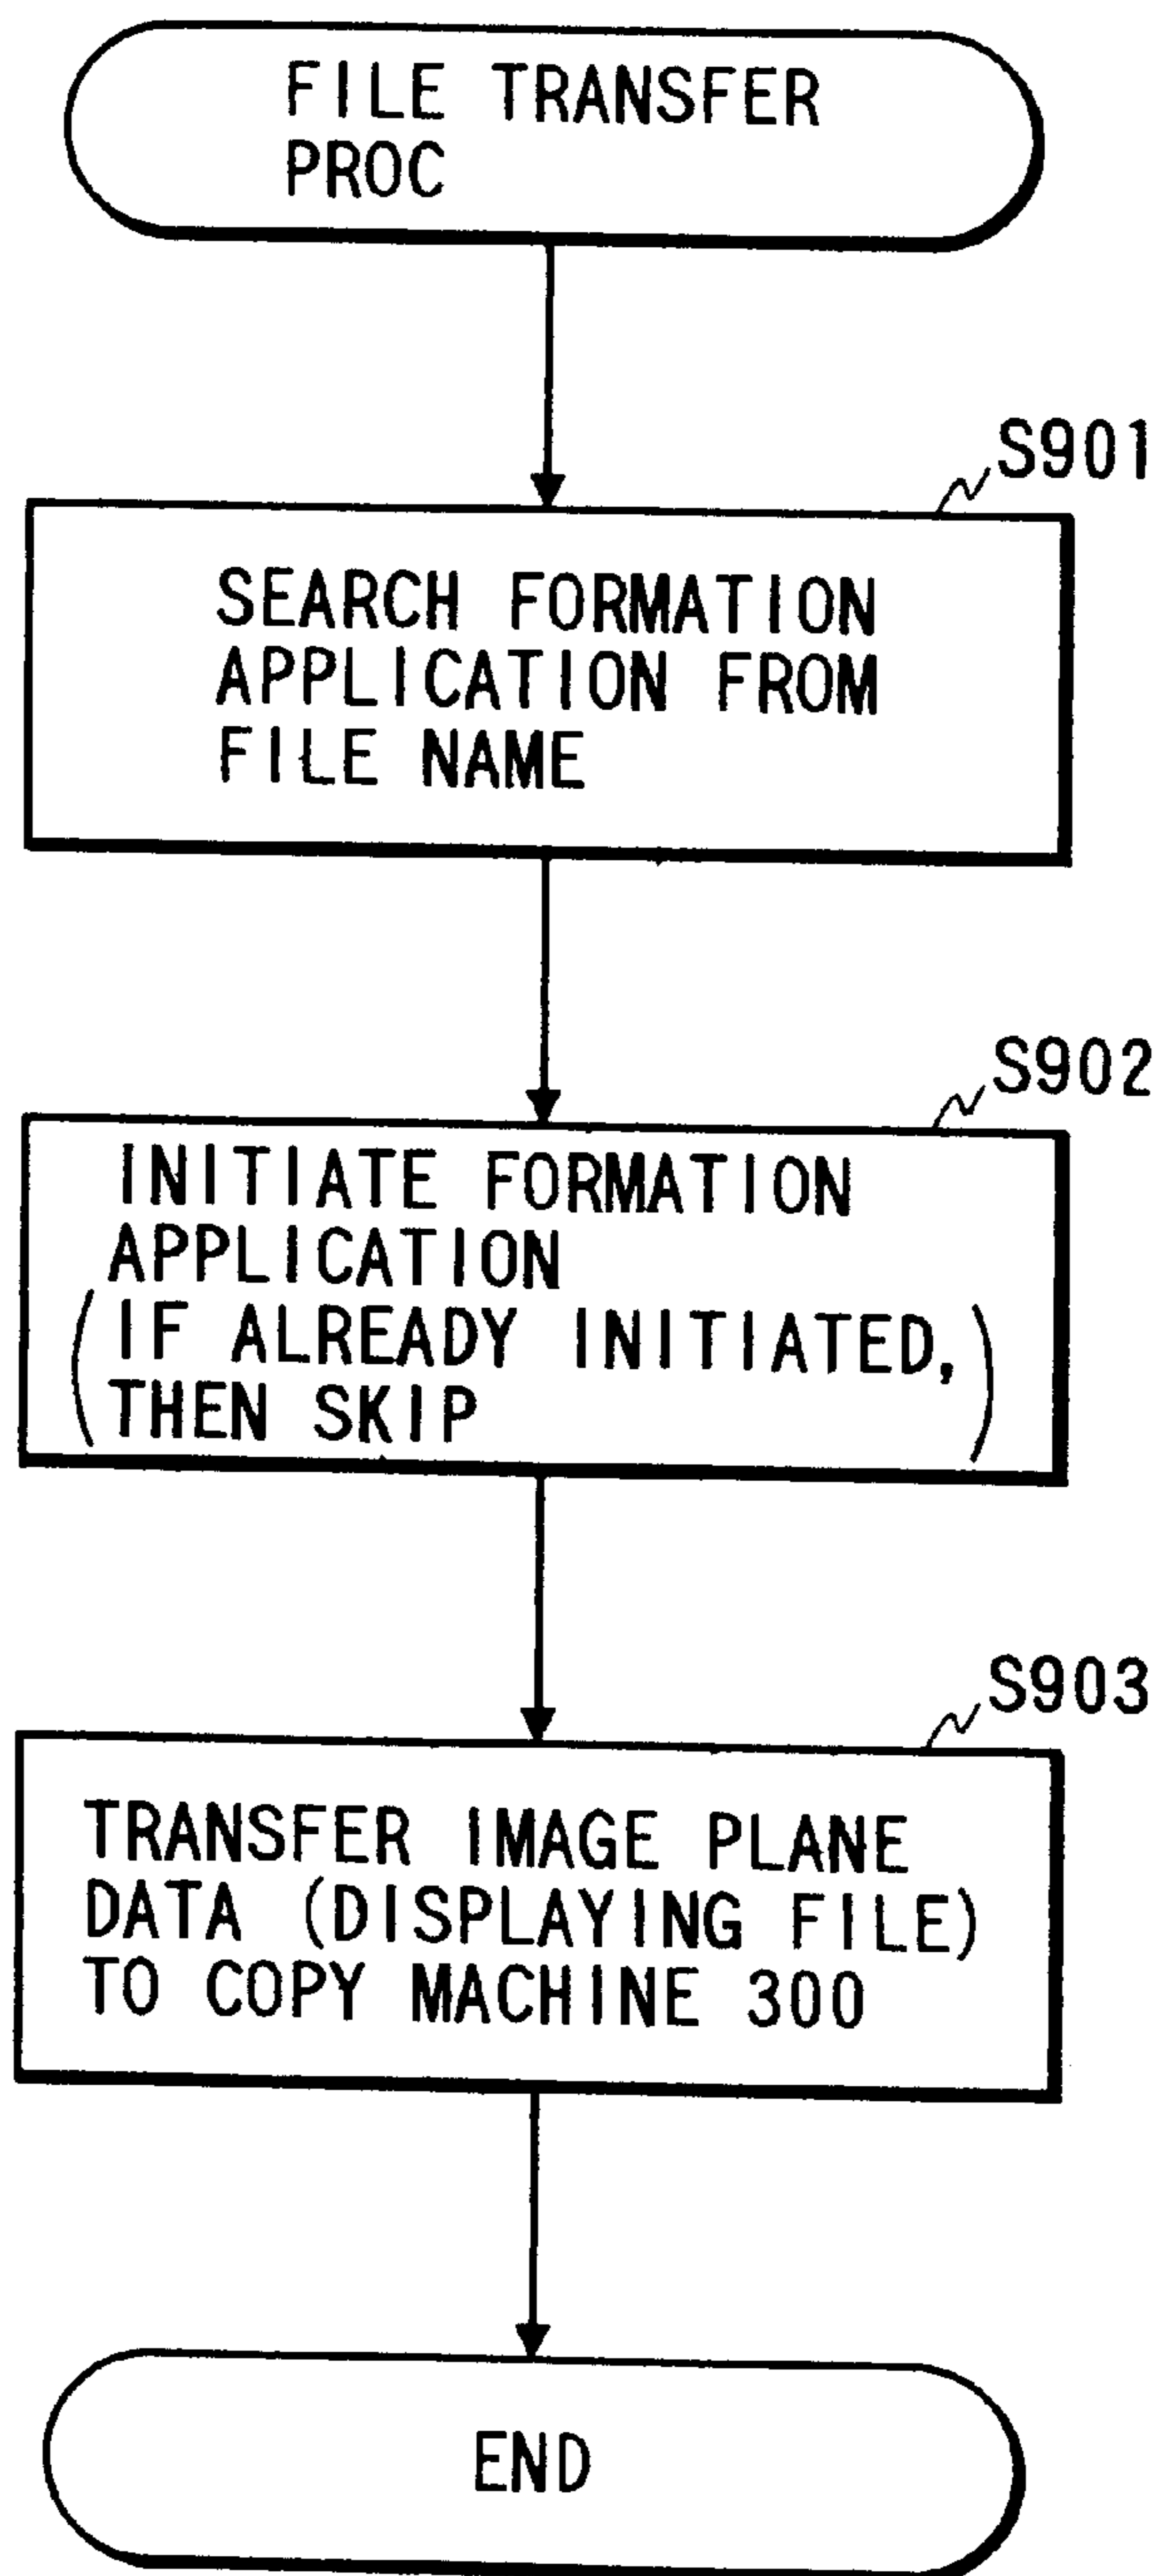 FILE TRANSFER
PROC
S901
SEARCH FORMATION
APPLICATION FROM
FILE NAME
S902
INITIATE FORMATION
APPLICATION
(IF ALREADY INITIATED,
THEN SKIP)
S903
TRANSFER IMAGE PLANE
DATA (DISPLAYING FILE)
TO COPY MACHINE 300
END